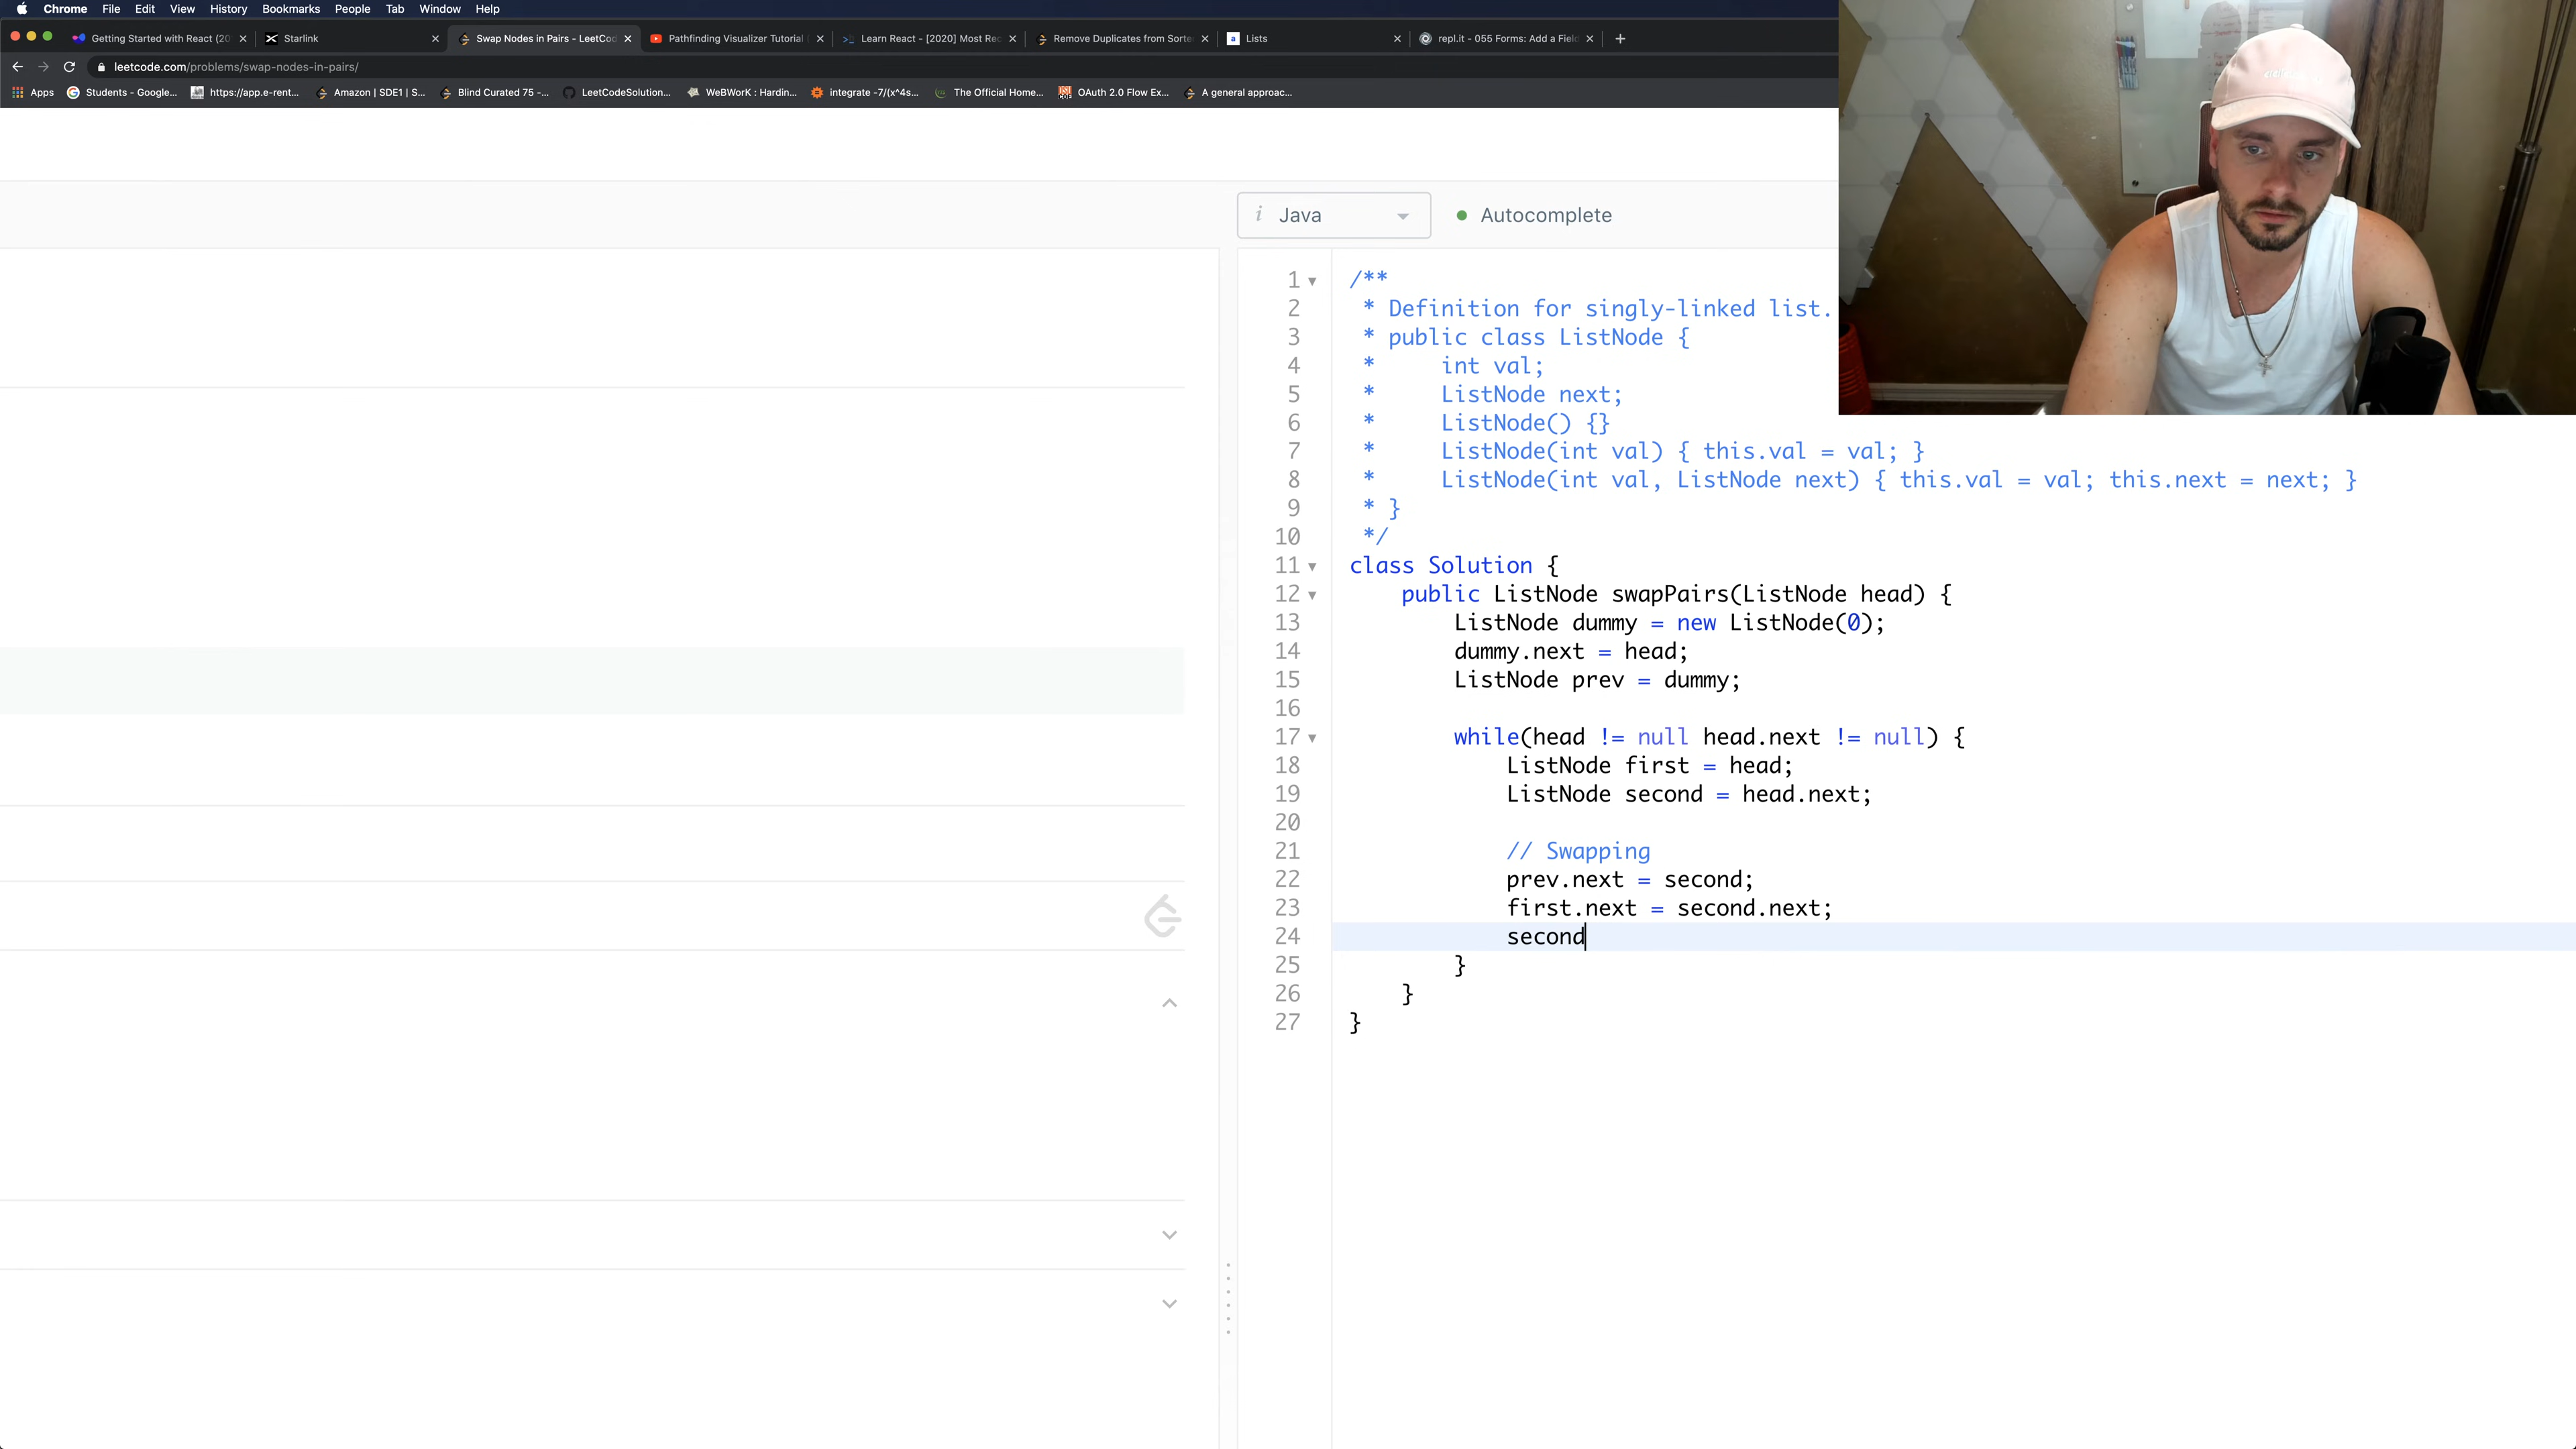 Chrome File Edit View History Bookmarks People Tab Window Help
Getting Started with React (20 Starlink Swap Nodes in Pairs - LeetCod Pathfinding Visualizer Tutorial Learn React - [2020] Most Rec Remove Duplicates from Sorte a Lists repl.it - 055 Forms: Add a Field
leetcode.com/problems/swap-nodes-in-pairs/
Apps Students - Google... https://app.e-rent... Amazon | SDE1 | S... Blind Curated 75 -... LeetCodeSolution... WeBWorK : Hardin... integrate -7/(x^4s... The Official Home... OAuth 2.0 Flow Ex... A general approac...
i Java Autocomplete
1 /**
2 * Definition for singly-linked list.
3 * public class ListNode {
4 * int val;
5 * ListNode next;
6 * ListNode() {}
7 * ListNode(int val) { this.val = val; }
8 * ListNode(int val, ListNode next) { this.val = val; this.next = next; }
9 * }
10 */
11 class Solution {
12 public ListNode swapPairs(ListNode head) {
13 ListNode dummy = new ListNode(0);
14 dummy.next = head;
15 ListNode prev = dummy;
16
17 while(head != null head.next != null) {
18 ListNode first = head;
19 ListNode second = head.next;
20
21 // Swapping
22 prev.next = second;
23 first.next = second.next;
24 second
25 }
26 }
27 }